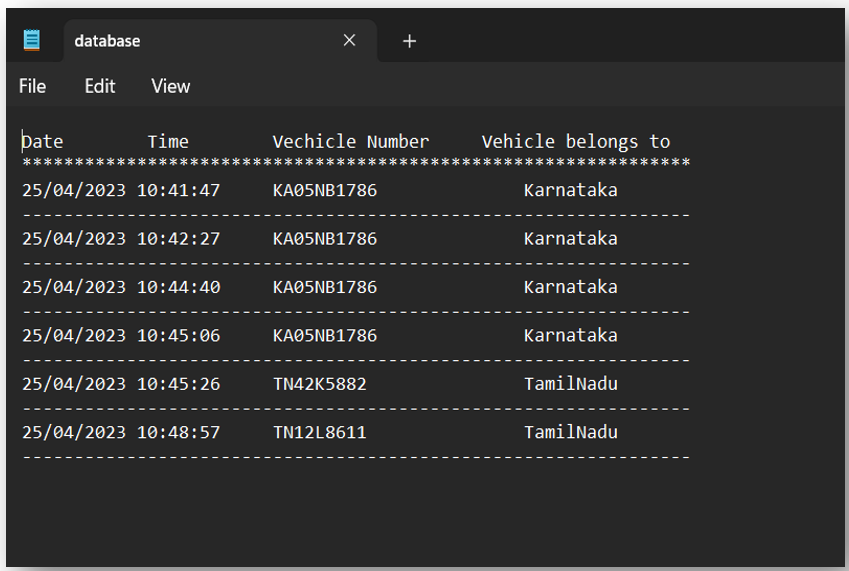 database
File Edit View
Date Time Vechicle Number Vehicle belongs to
****************************************************************
25/04/2023 10:41:47 KA05NB1786 Karnataka
----------------------------------------------------------------
25/04/2023 10:42:27 KA05NB1786 Karnataka
----------------------------------------------------------------
25/04/2023 10:44:40 KA05NB1786 Karnataka
----------------------------------------------------------------
25/04/2023 10:45:06 KA05NB1786 Karnataka
----------------------------------------------------------------
25/04/2023 10:45:26 TN42K5882 TamilNadu
----------------------------------------------------------------
25/04/2023 10:48:57 TN12L8611 TamilNadu
----------------------------------------------------------------